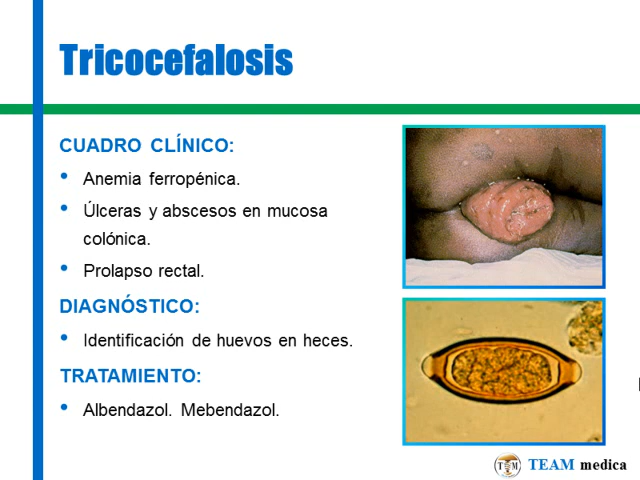 Tricocefalosis
CUADRO CLÍNICO:
• Anemia ferropénica.
• Úlceras y abscesos en mucosa
colónica.
• Prolapso rectal.
DIAGNÓSTICO:
• Identificación de huevos en heces.
TRATAMIENTO:
• Albendazol. Mebendazol.
TEAM medica